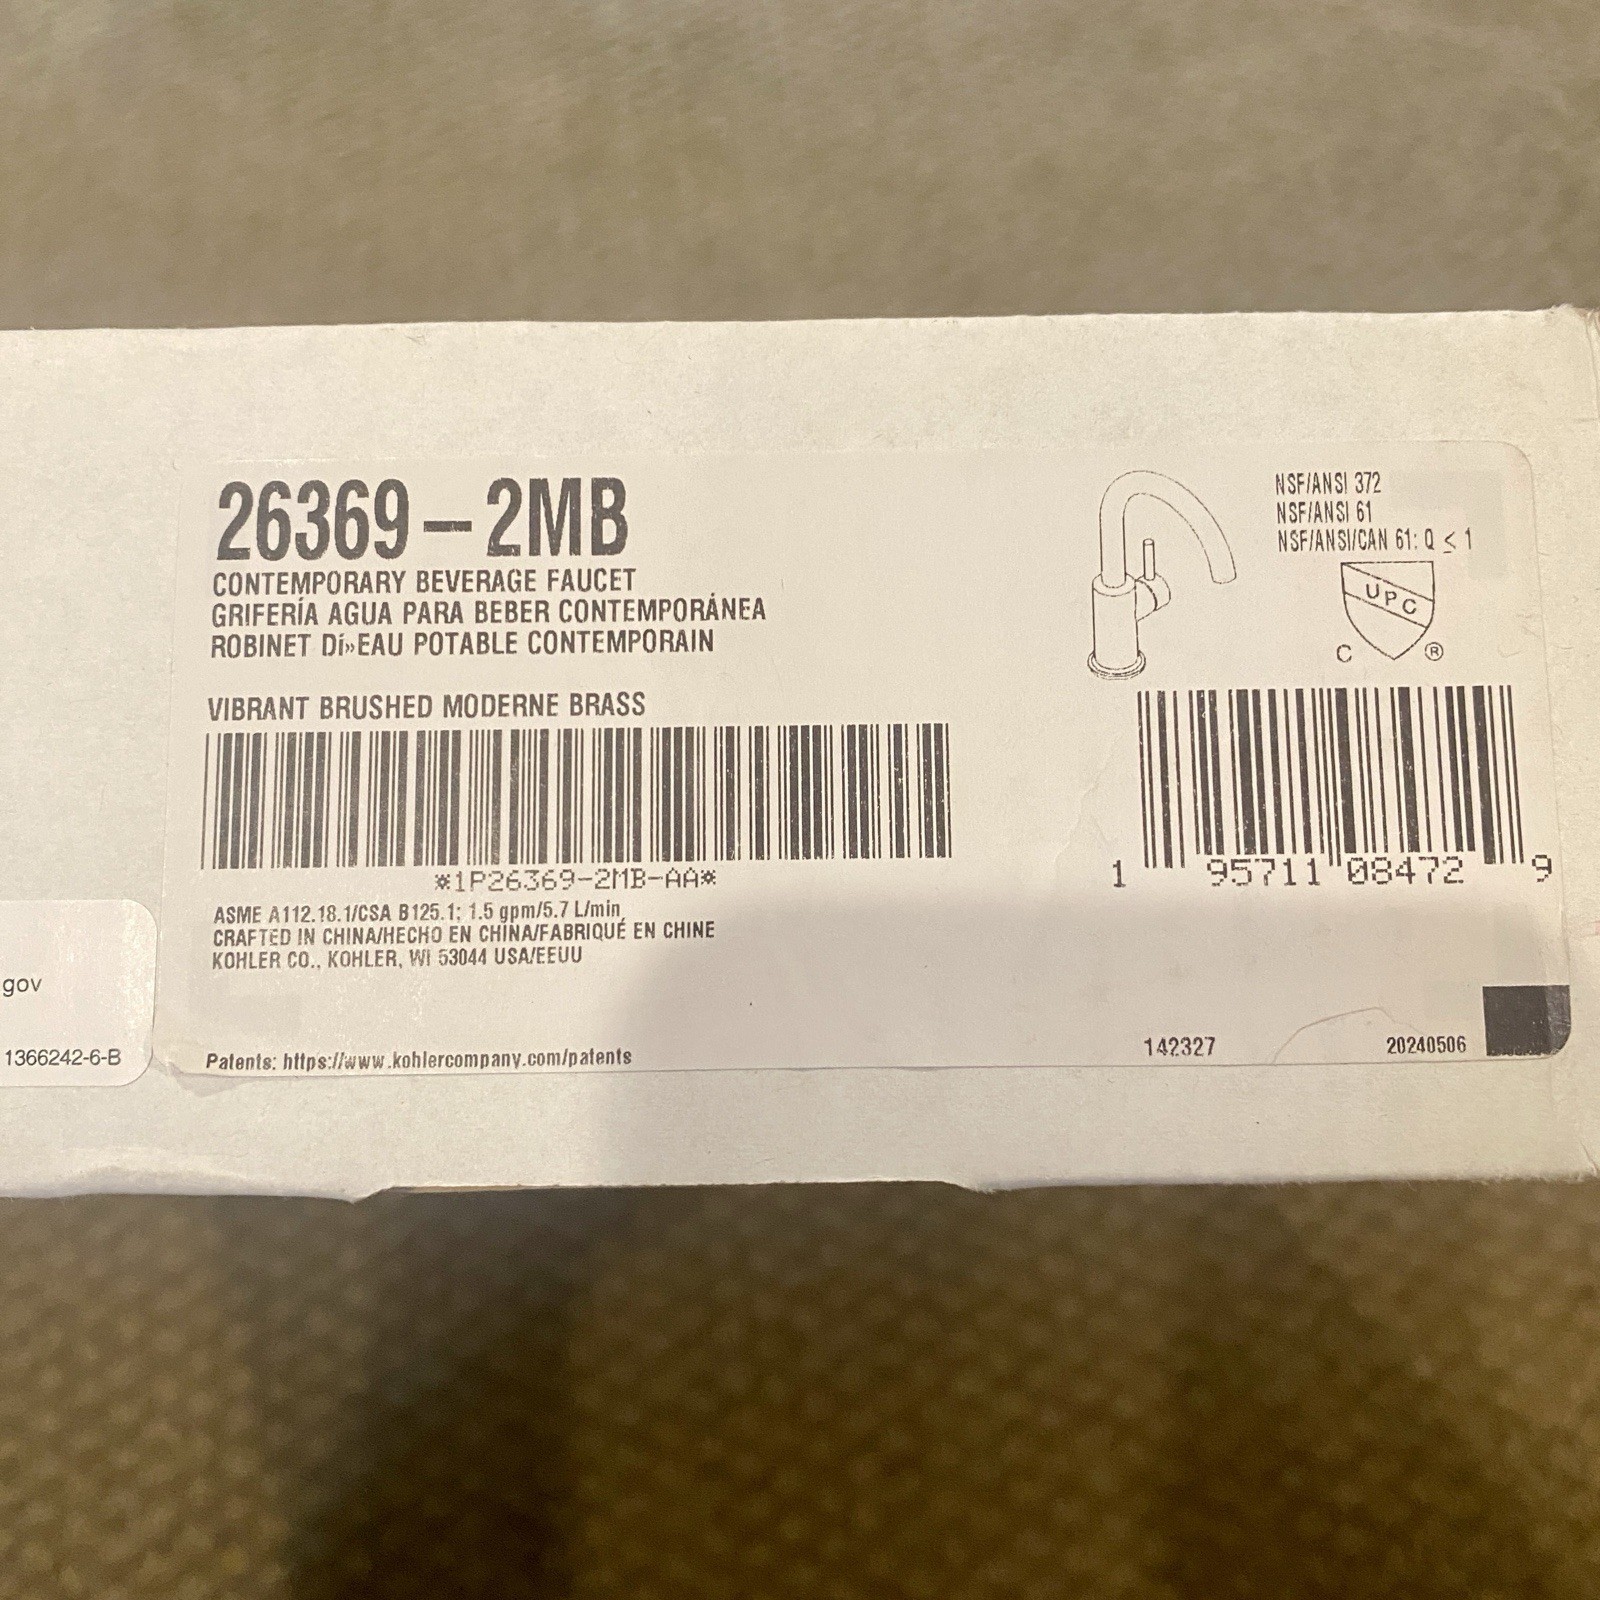 26369-2MB
CONTEMPORARY BEVERAGE FAUCET
GRIFERÍA AGUA PARA BEBER CONTEMPORÁNEA
ROBINET Dí»EAU POTABLE CONTEMPORAIN
VIBRANT BRUSHED MODERNE BRASS
*1P26369-2MB-AA*
ASME A112.18.1/CSA B125.1; 1.5 gpm/5.7 L/min
CRAFTED IN CHINA/HECHO EN CHINA/FABRIQUÉ EN CHINE
KOHLER CO., KOHLER, WI 53044 USA/EEUU
Patents: https://www.kohlercompany.com/patents
NSF/ANSI 372
NSF/ANSI 61
NSF/ANSI/CAN 61: Q ≤ 1
UPC
C ®
1 95711 08472 9
142327
20240506
gov
1366242-6-B